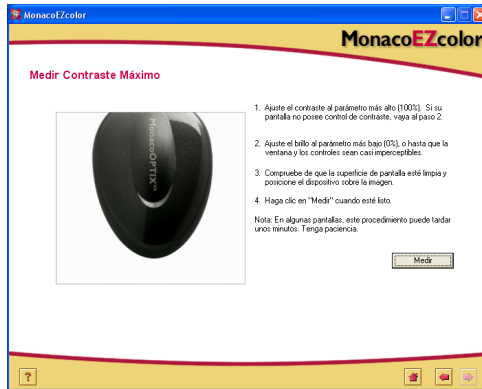 MonacoEZcolor
MonacoEZcolor
Medir Contraste Máximo
1. Ajuste el contraste al parámetro más alto (100%). Si su
pantalla no posee control de contraste, vaya al paso 2.
2. Ajuste el brillo al parámetro más bajo (0%), o hasta que la
ventana y los controles sean casi imperceptibles.
3. Compruebe de que la superficie de pantalla esté limpia y
posicione el dispositivo sobre la imagen.
4. Haga clic en "Medir" cuando esté listo.
Nota: En algunas pantallas, este procedimiento puede tardar
unos minutos. Tenga paciencia.
MonacoOPTIX
Medir
?